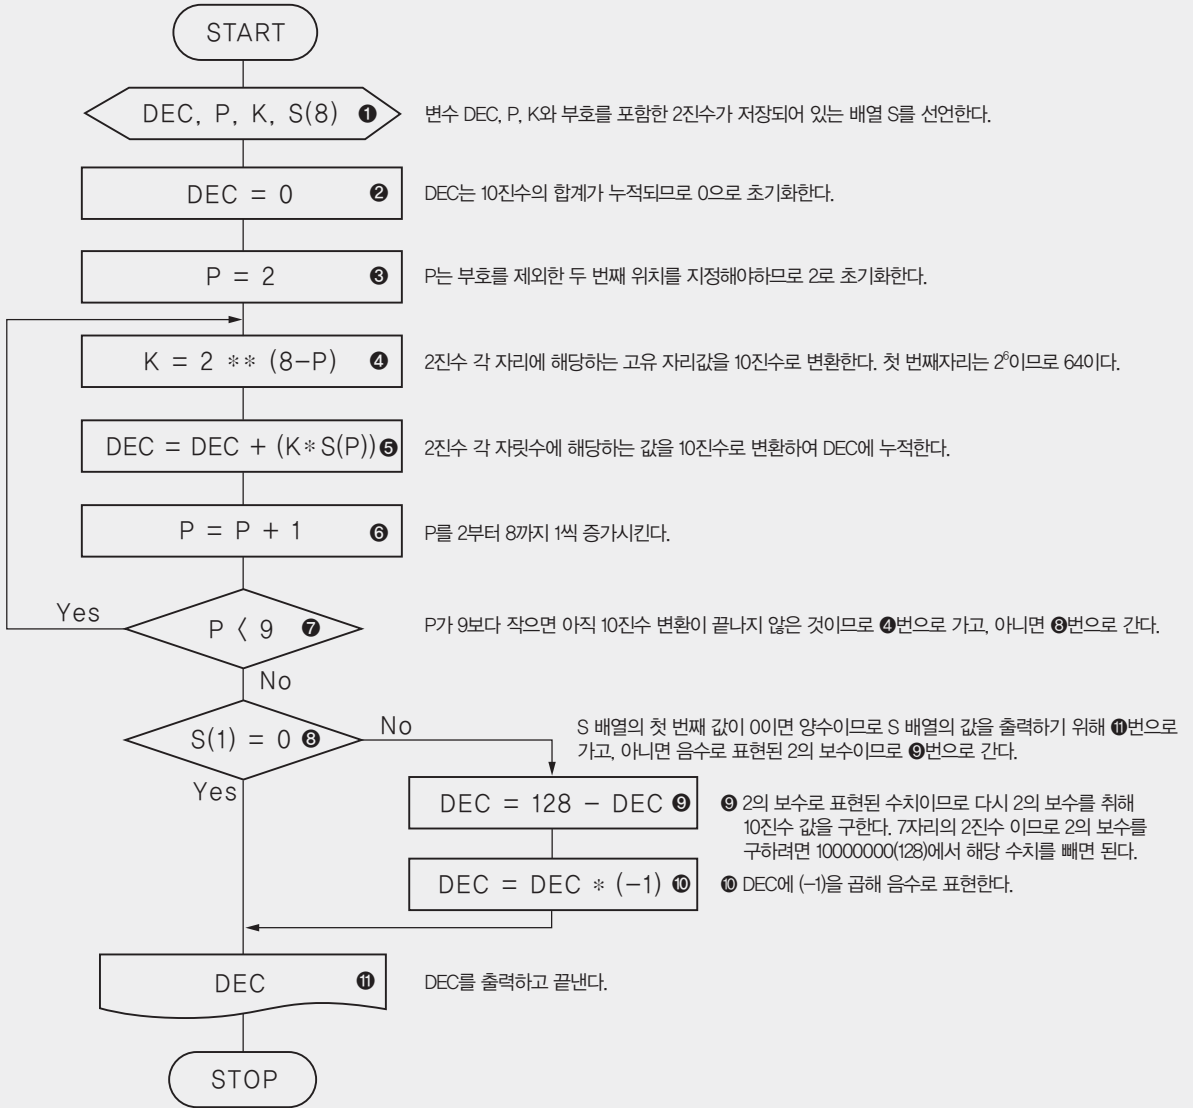 START
DEC, P, K, S(8) ❶
변수 DEC, P, K와 부호를 포함한 2진수가 저장되어 있는 배열 S를 선언한다.
DEC = 0 ❷
DEC는 10진수의 합계가 누적되므로 0으로 초기화한다.
P = 2 ❸
P는 부호를 제외한 두 번째 위치를 지정해야하므로 2로 초기화한다.
K = 2 ** (8-P) ❹
2진수 각 자리에 해당하는 고유 자리값을 10진수로 변환한다. 첫 번째자리는 2⁶이므로 64이다.
DEC = DEC + (K*S(P)) ❺
2진수 각 자릿수에 해당하는 값을 10진수로 변환하여 DEC에 누적한다.
P = P + 1 ❻
P를 2부터 8까지 1씩 증가시킨다.
Yes
P < 9 ❼
P가 9보다 작으면 아직 10진수 변환이 끝나지 않은 것이므로 ❹번으로 가고, 아니면 ❽번으로 간다.
No
S(1) = 0 ❽
No
S 배열의 첫 번째 값이 0이면 양수이므로 S 배열의 값을 출력하기 위해 ⓫번으로
가고, 아니면 음수로 표현된 2의 보수이므로 ❾번으로 간다.
Yes
DEC = 128 - DEC ❾
❾ 2의 보수로 표현된 수치이므로 다시 2의 보수를 취해
10진수 값을 구한다. 7자리의 2진수 이므로 2의 보수를
구하려면 10000000(128)에서 해당 수치를 빼면 된다.
DEC = DEC * (-1) ❿
❿ DEC에 (-1)을 곱해 음수로 표현한다.
DEC ⓫
DEC를 출력하고 끝낸다.
STOP